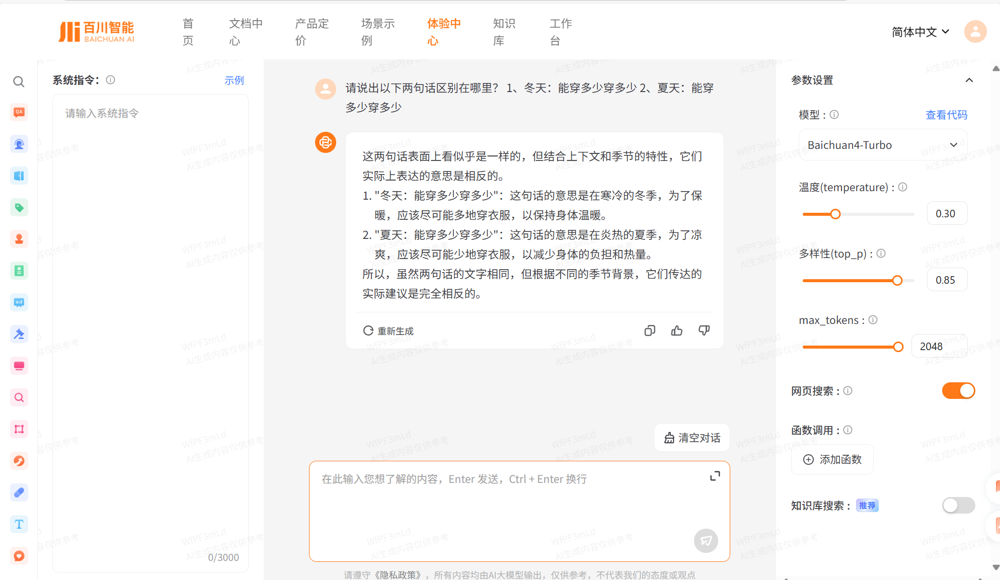 百川智能
BAICHUAN AI
首页
文档中心
产品定价
场景示例
体验中心
知识库
工作台
简体中文
系统指令：
示例
请输入系统指令
0/3000
请说出以下两句话区别在哪里？ 1、冬天：能穿多少穿多少 2、夏天：能穿
多少穿多少
这两句话表面上看似乎是一样的，但结合上下文和季节的特性，它们
实际上表达的意思是相反的。
1. "冬天：能穿多少穿多少"：这句话的意思是在寒冷的冬季，为了保
暖，应该尽可能多地穿衣服，以保持身体温暖。
2. "夏天：能穿多少穿多少"：这句话的意思是在炎热的夏季，为了凉
爽，应该尽可能少地穿衣服，以减少身体的负担和热量。
所以，虽然两句话的文字相同，但根据不同的季节背景，它们传达的
实际建议是完全相反的。
重新生成
清空对话
在此输入您想了解的内容，Enter 发送，Ctrl + Enter 换行
请遵守《隐私政策》，所有内容均由AI大模型输出，仅供参考，不代表我们的态度或观点
参数设置
模型：
查看代码
Baichuan4-Turbo
温度(temperature)：
0.30
多样性(top_p)：
0.85
max_tokens：
2048
网页搜索：
函数调用：
添加函数
知识库搜索：
推荐
QA
T
WfPF3mLd
AI生成内容仅供参考